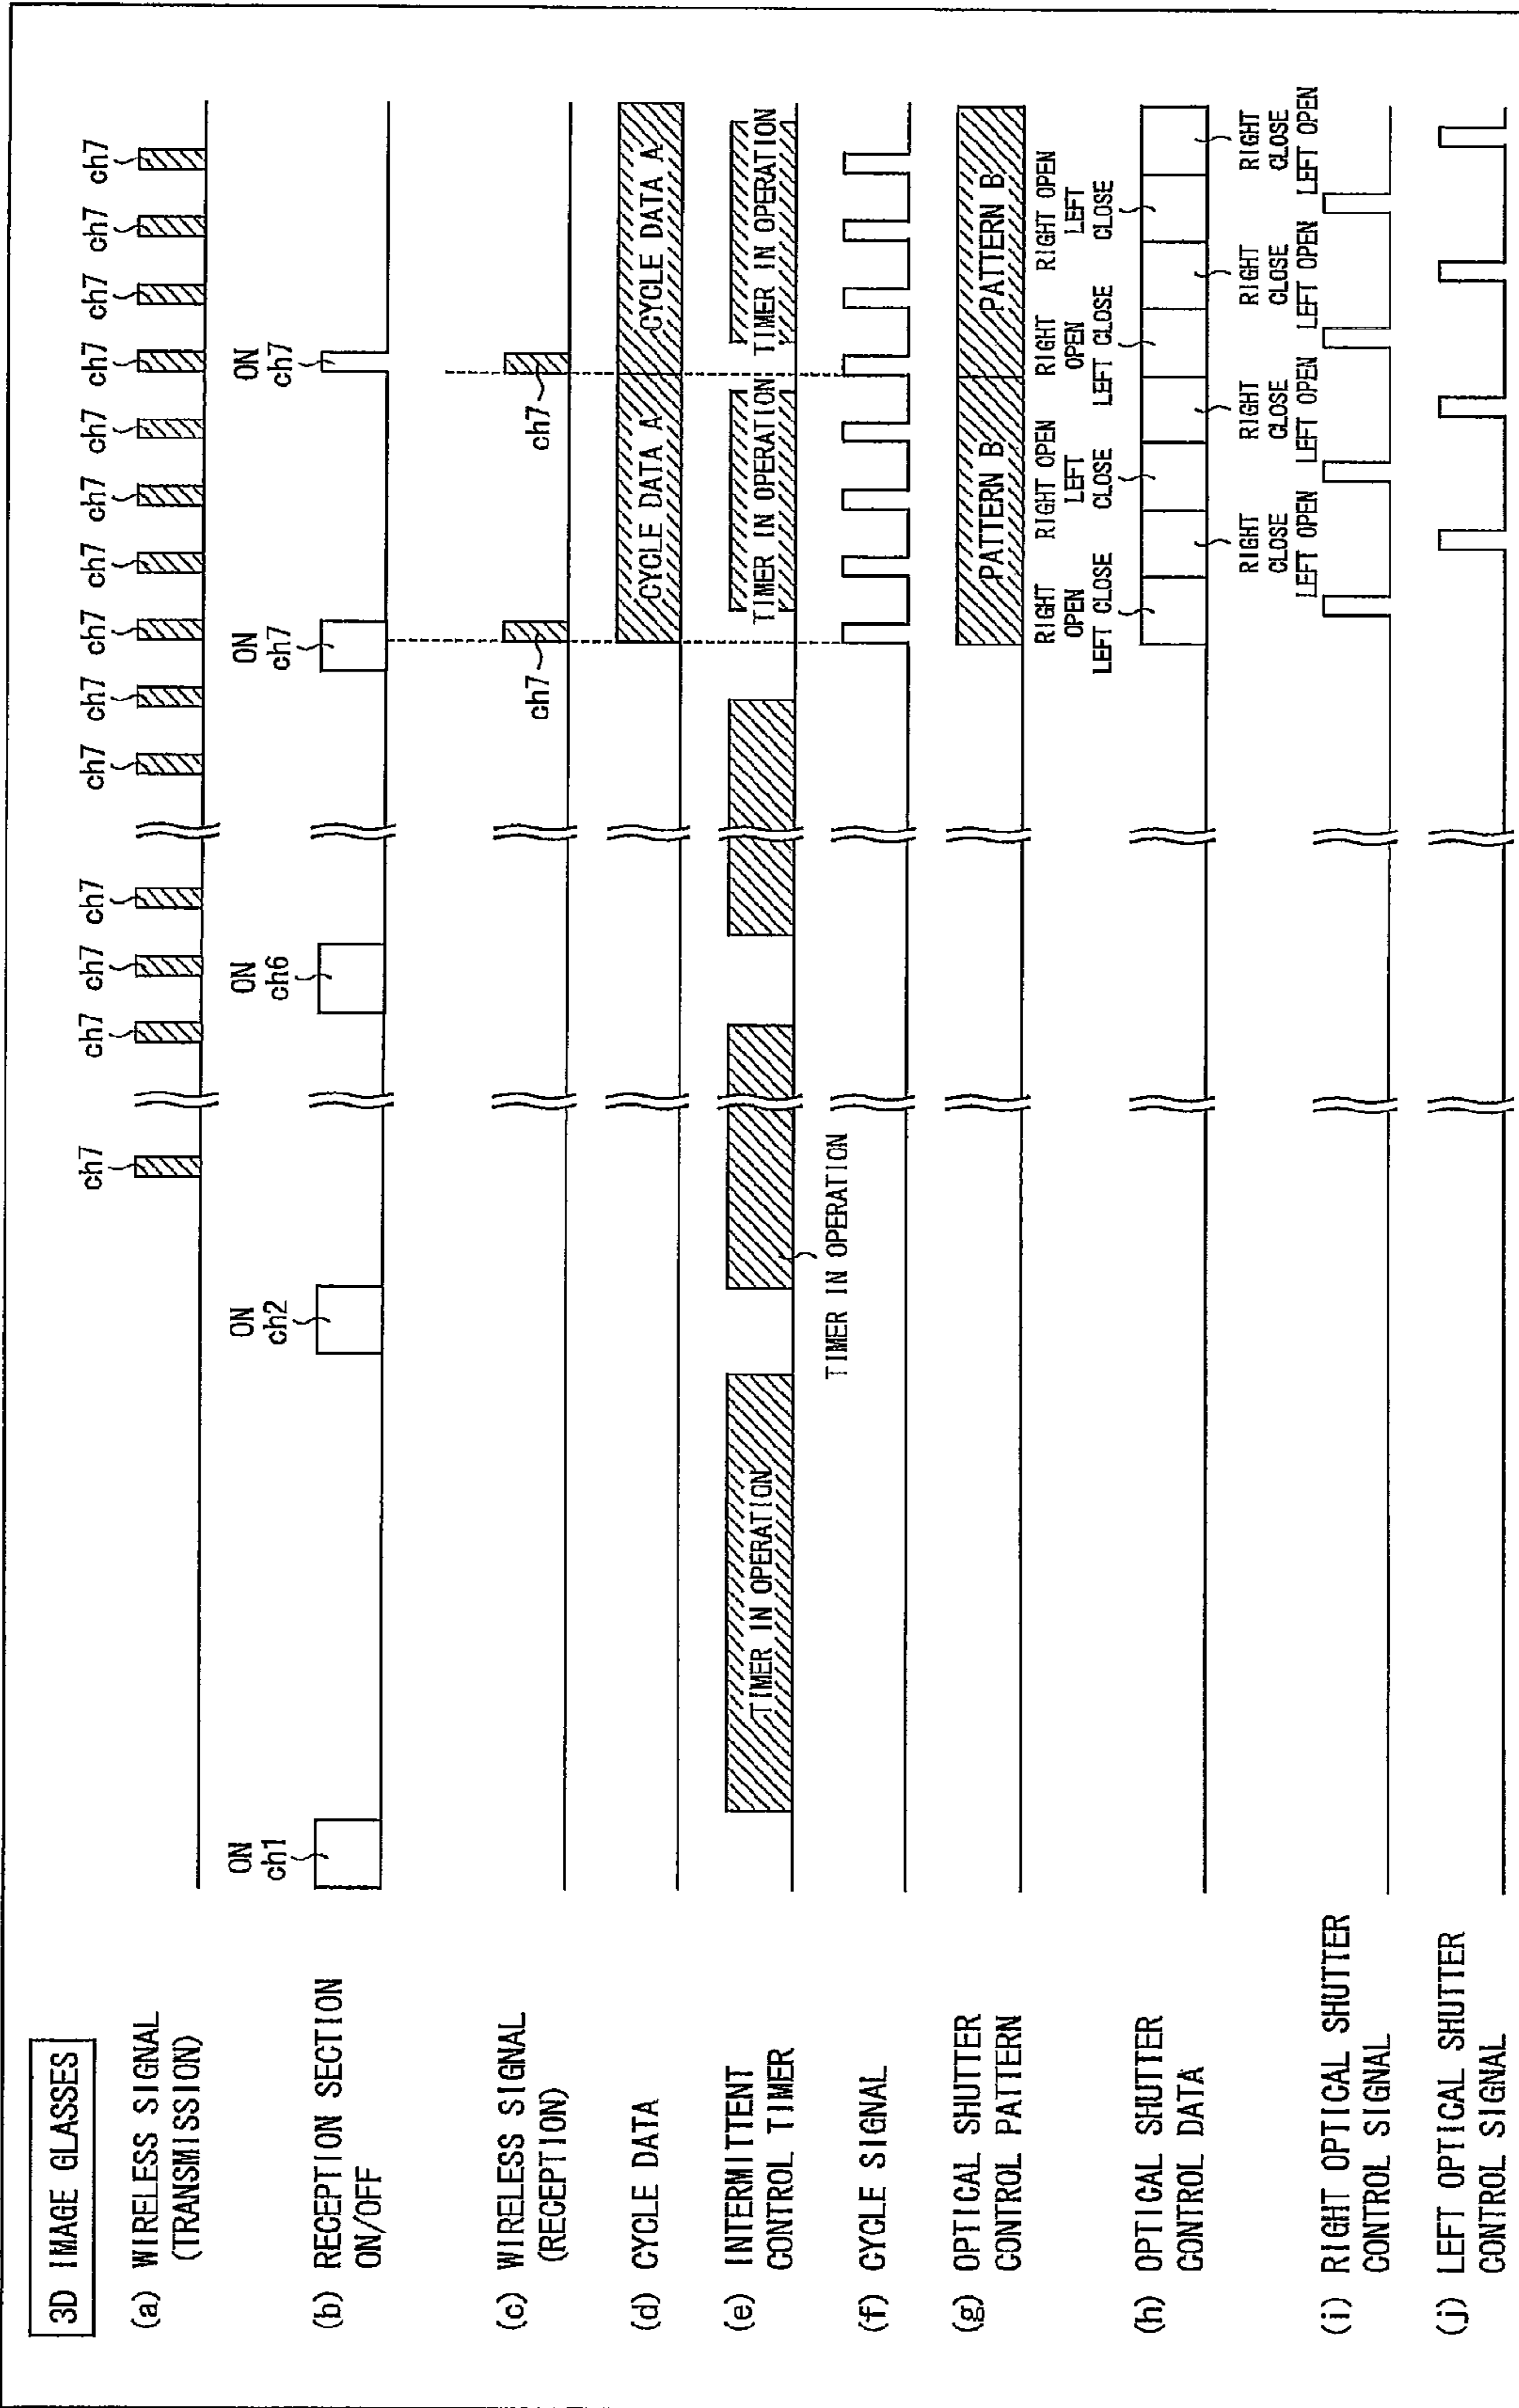 3D IMAGE GLASSES
(a) WIRELESS SIGNAL
(TRANSMISSION)
ch7
ch7
ch7
ch7
ch7
ch7
ch7
ch7
ch7
ch7
ch7
ch7
ch7
ch7
(b) RECEPTION SECTION
ON/OFF
ON
ch1
ON
ch2
ON
ch6
ON
ch7
ON
ch7
(c) WIRELESS SIGNAL
(RECEPTION)
ch7
ch7
(d) CYCLE DATA
CYCLE DATA A
CYCLE DATA A
(e) INTERMITTENT
CONTROL TIMER
TIMER IN OPERATION
TIMER IN OPERATION
TIMER IN OPERATION
TIMER IN OPERATION
(f) CYCLE SIGNAL
(g) OPTICAL SHUTTER
CONTROL PATTERN
PATTERN B
PATTERN B
(h) OPTICAL SHUTTER
CONTROL DATA
RIGHT
OPEN
LEFT CLOSE
RIGHT OPEN
LEFT
CLOSE
RIGHT
OPEN
LEFT CLOSE
RIGHT OPEN
LEFT
CLOSE
RIGHT
CLOSE
LEFT OPEN
RIGHT
CLOSE
LEFT OPEN
RIGHT
CLOSE
LEFT OPEN
RIGHT
CLOSE
LEFT OPEN
(i) RIGHT OPTICAL SHUTTER
CONTROL SIGNAL
(j) LEFT OPTICAL SHUTTER
CONTROL SIGNAL